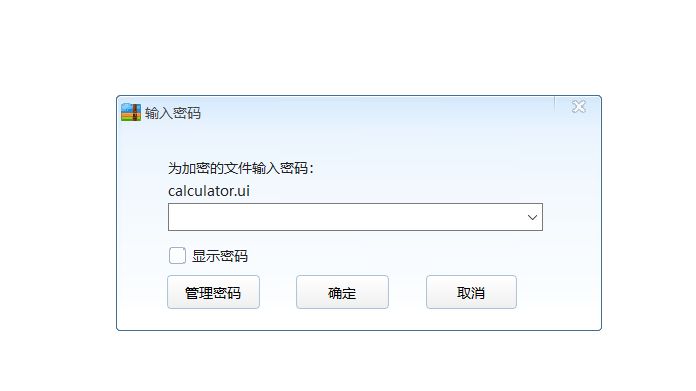 输入密码
为加密的文件输入密码：
calculator.ui
显示密码
管理密码 确定 取消